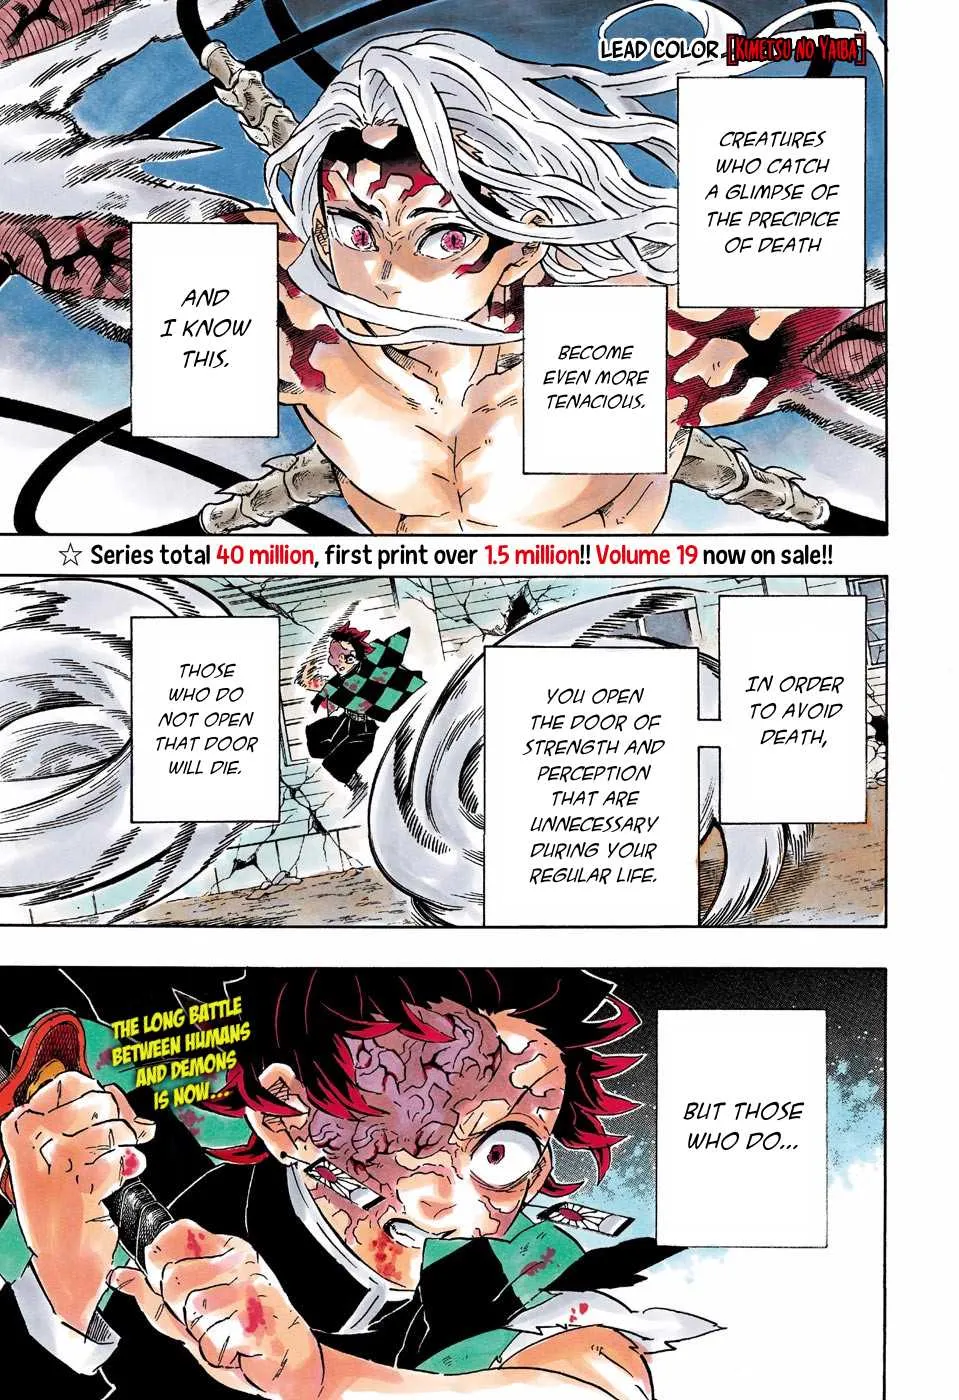 LEAD COLOR [KIMETSU NO YAIBA]
CREATURES
WHO CATCH
A GLIMPSE OF
THE PRECIPICE
OF DEATH
BECOME
EVEN MORE
TENACIOUS.
AND
I KNOW
THIS.
☆ Series total 40 million, first print over 1.5 million!! Volume 19 now on sale!!
IN ORDER
TO AVOID
DEATH,
YOU OPEN
THE DOOR OF
STRENGTH AND
PERCEPTION
THAT ARE
UNNECESSARY
DURING YOUR
REGULAR LIFE.
THOSE
WHO DO
NOT OPEN
THAT DOOR
WILL DIE.
BUT THOSE
WHO DO...
THE LONG BATTLE
BETWEEN HUMANS
AND DEMONS
IS NOW...